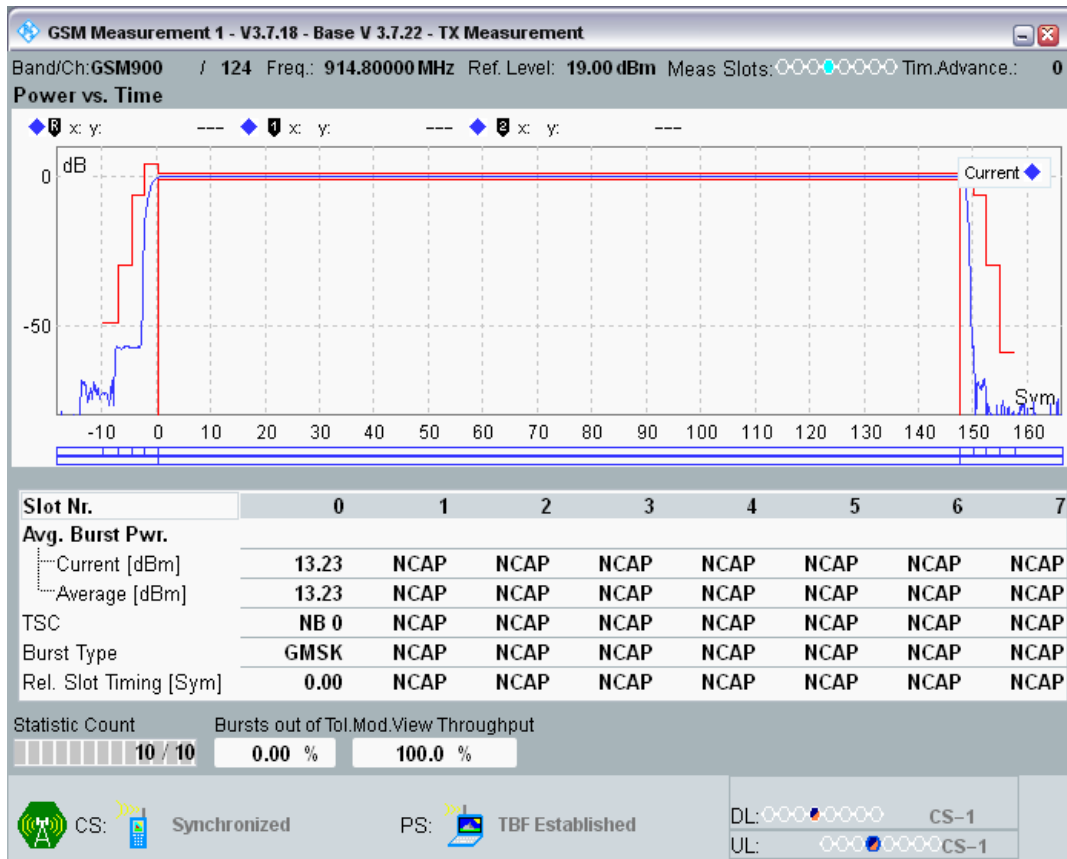 GSM Measurement 1 - V3.7.18 - Base V 3.7.22 - TX Measurement
Band/Ch:GSM900 / 124 Freq.: 914.80000 MHz Ref. Level: 19.00 dBm Meas Slots: Tim.Advance.: 0
Power vs. Time
R x: y: --- 1 x: y: --- 2 x: y: ---
dB
Current
0
-50
Sym
-10 0 10 20 30 40 50 60 70 80 90 100 110 120 130 140 150 160
Slot Nr. 0 1 2 3 4 5 6 7
Avg. Burst Pwr.
Current [dBm] 13.23 NCAP NCAP NCAP NCAP NCAP NCAP NCAP
Average [dBm] 13.23 NCAP NCAP NCAP NCAP NCAP NCAP NCAP
TSC NB 0 NCAP NCAP NCAP NCAP NCAP NCAP NCAP
Burst Type GMSK NCAP NCAP NCAP NCAP NCAP NCAP NCAP
Rel. Slot Timing [Sym] 0.00 NCAP NCAP NCAP NCAP NCAP NCAP NCAP
Statistic Count Bursts out of Tol.Mod.View Throughput
10 / 10 0.00 % 100.0 %
CS: Synchronized PS: TBF Established
DL: CS-1
UL: CS-1